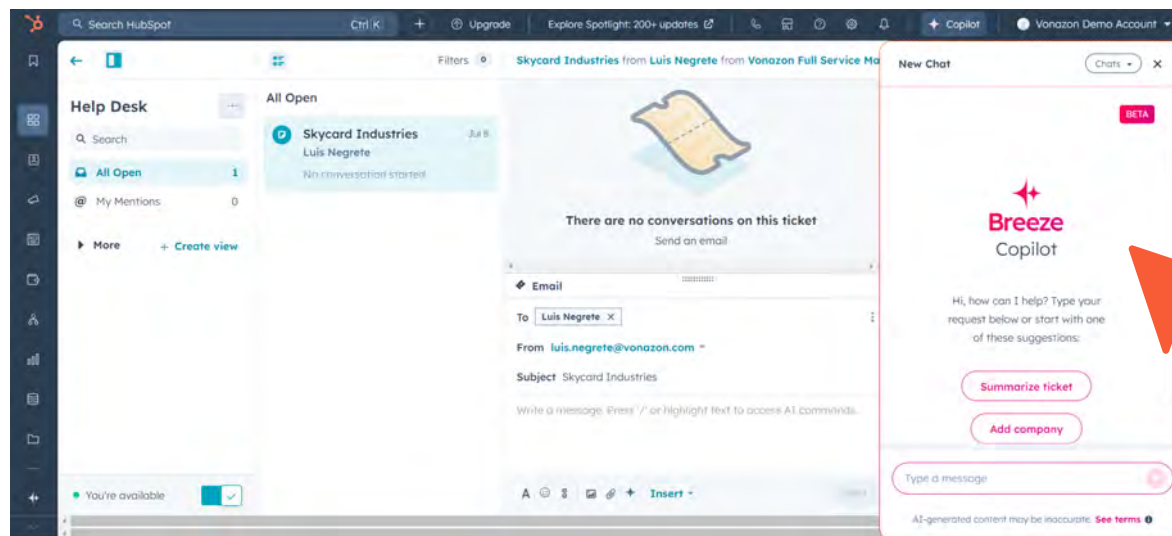 Search HubSpot
Ctrl K
+
Upgrade
Explore Spotlight: 200+ updates
Copilot
Vonazon Demo Account
Help Desk
Search
All Open 1
@ My Mentions 0
More
+ Create view
You're available
Filters 0
All Open
Skycard Industries Jul 8
Luis Negrete
No conversation started
Skycard Industries from Luis Negrete from Vonazon Full Service Ma
There are no conversations on this ticket
Send an email
Email
To Luis Negrete X
From luis.negrete@vonazon.com
Subject Skycard Industries
Write a message. Press '/' or highlight text to access AI commands.
A
Insert
New Chat
Chats
BETA
Breeze
Copilot
Hi, how can I help? Type your
request below or start with one
of these suggestions:
Summarize ticket
Add company
Type a message
AI-generated content may be inaccurate. See terms